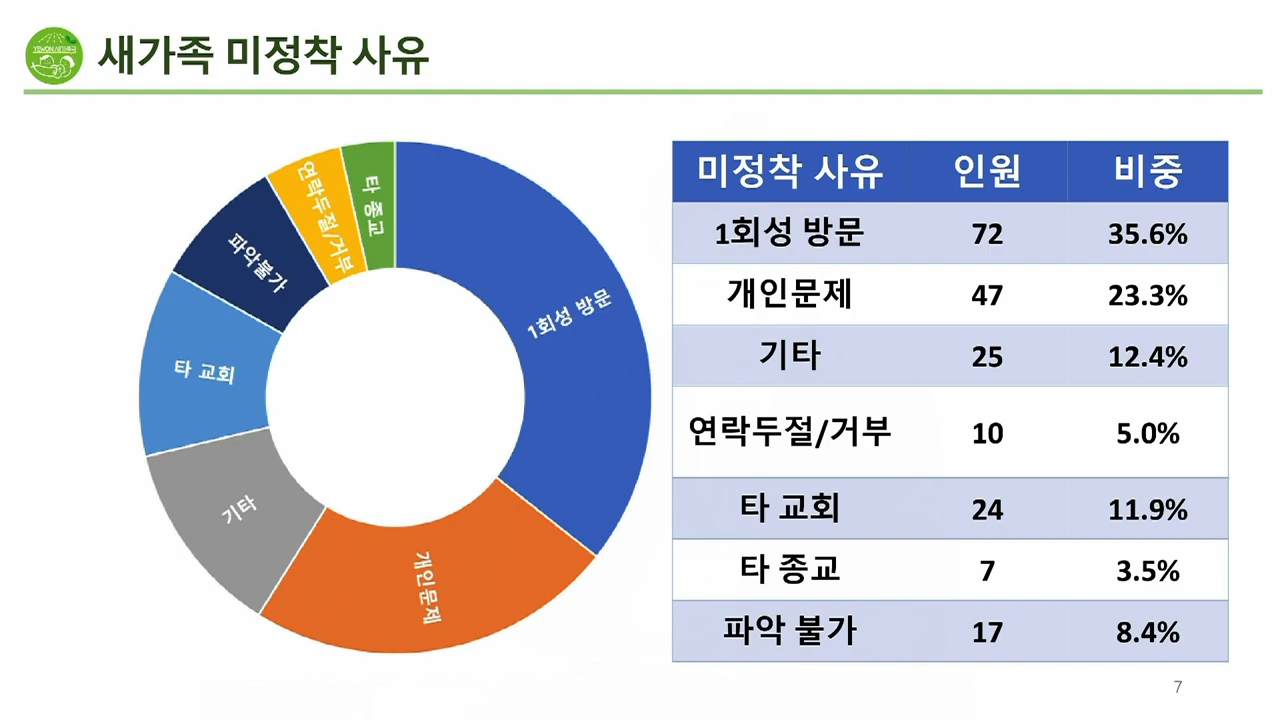 새가족 미정착 사유
타 종교
연락두절/거부
파악불가
타 교회
기타
개인문제
1회성 방문
미정착 사유 인원 비중
1회성 방문 72 35.6%
개인문제 47 23.3%
기타 25 12.4%
연락두절/거부 10 5.0%
타 교회 24 11.9%
타 종교 7 3.5%
파악 불가 17 8.4%
7